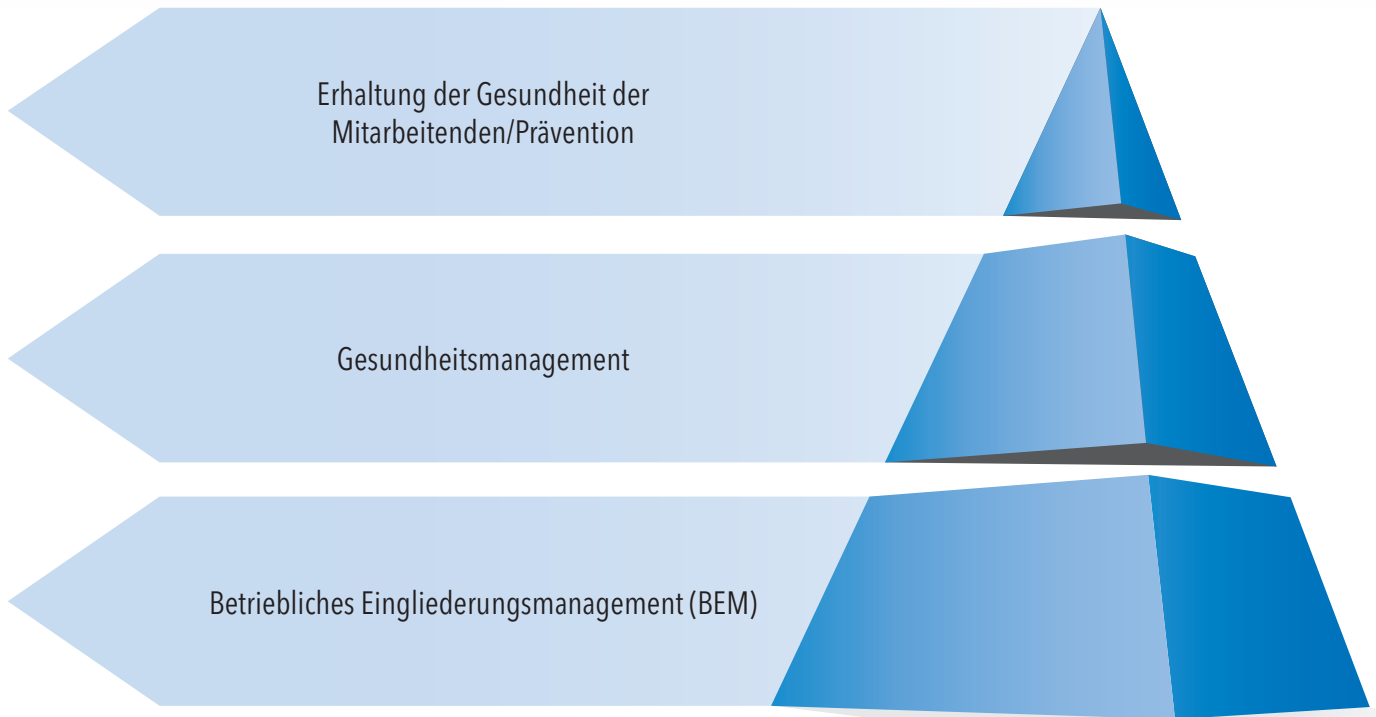 Erhaltung der Gesundheit der
Mitarbeitenden/Prävention
Gesundheitsmanagement
Betriebliches Eingliederungsmanagement (BEM)